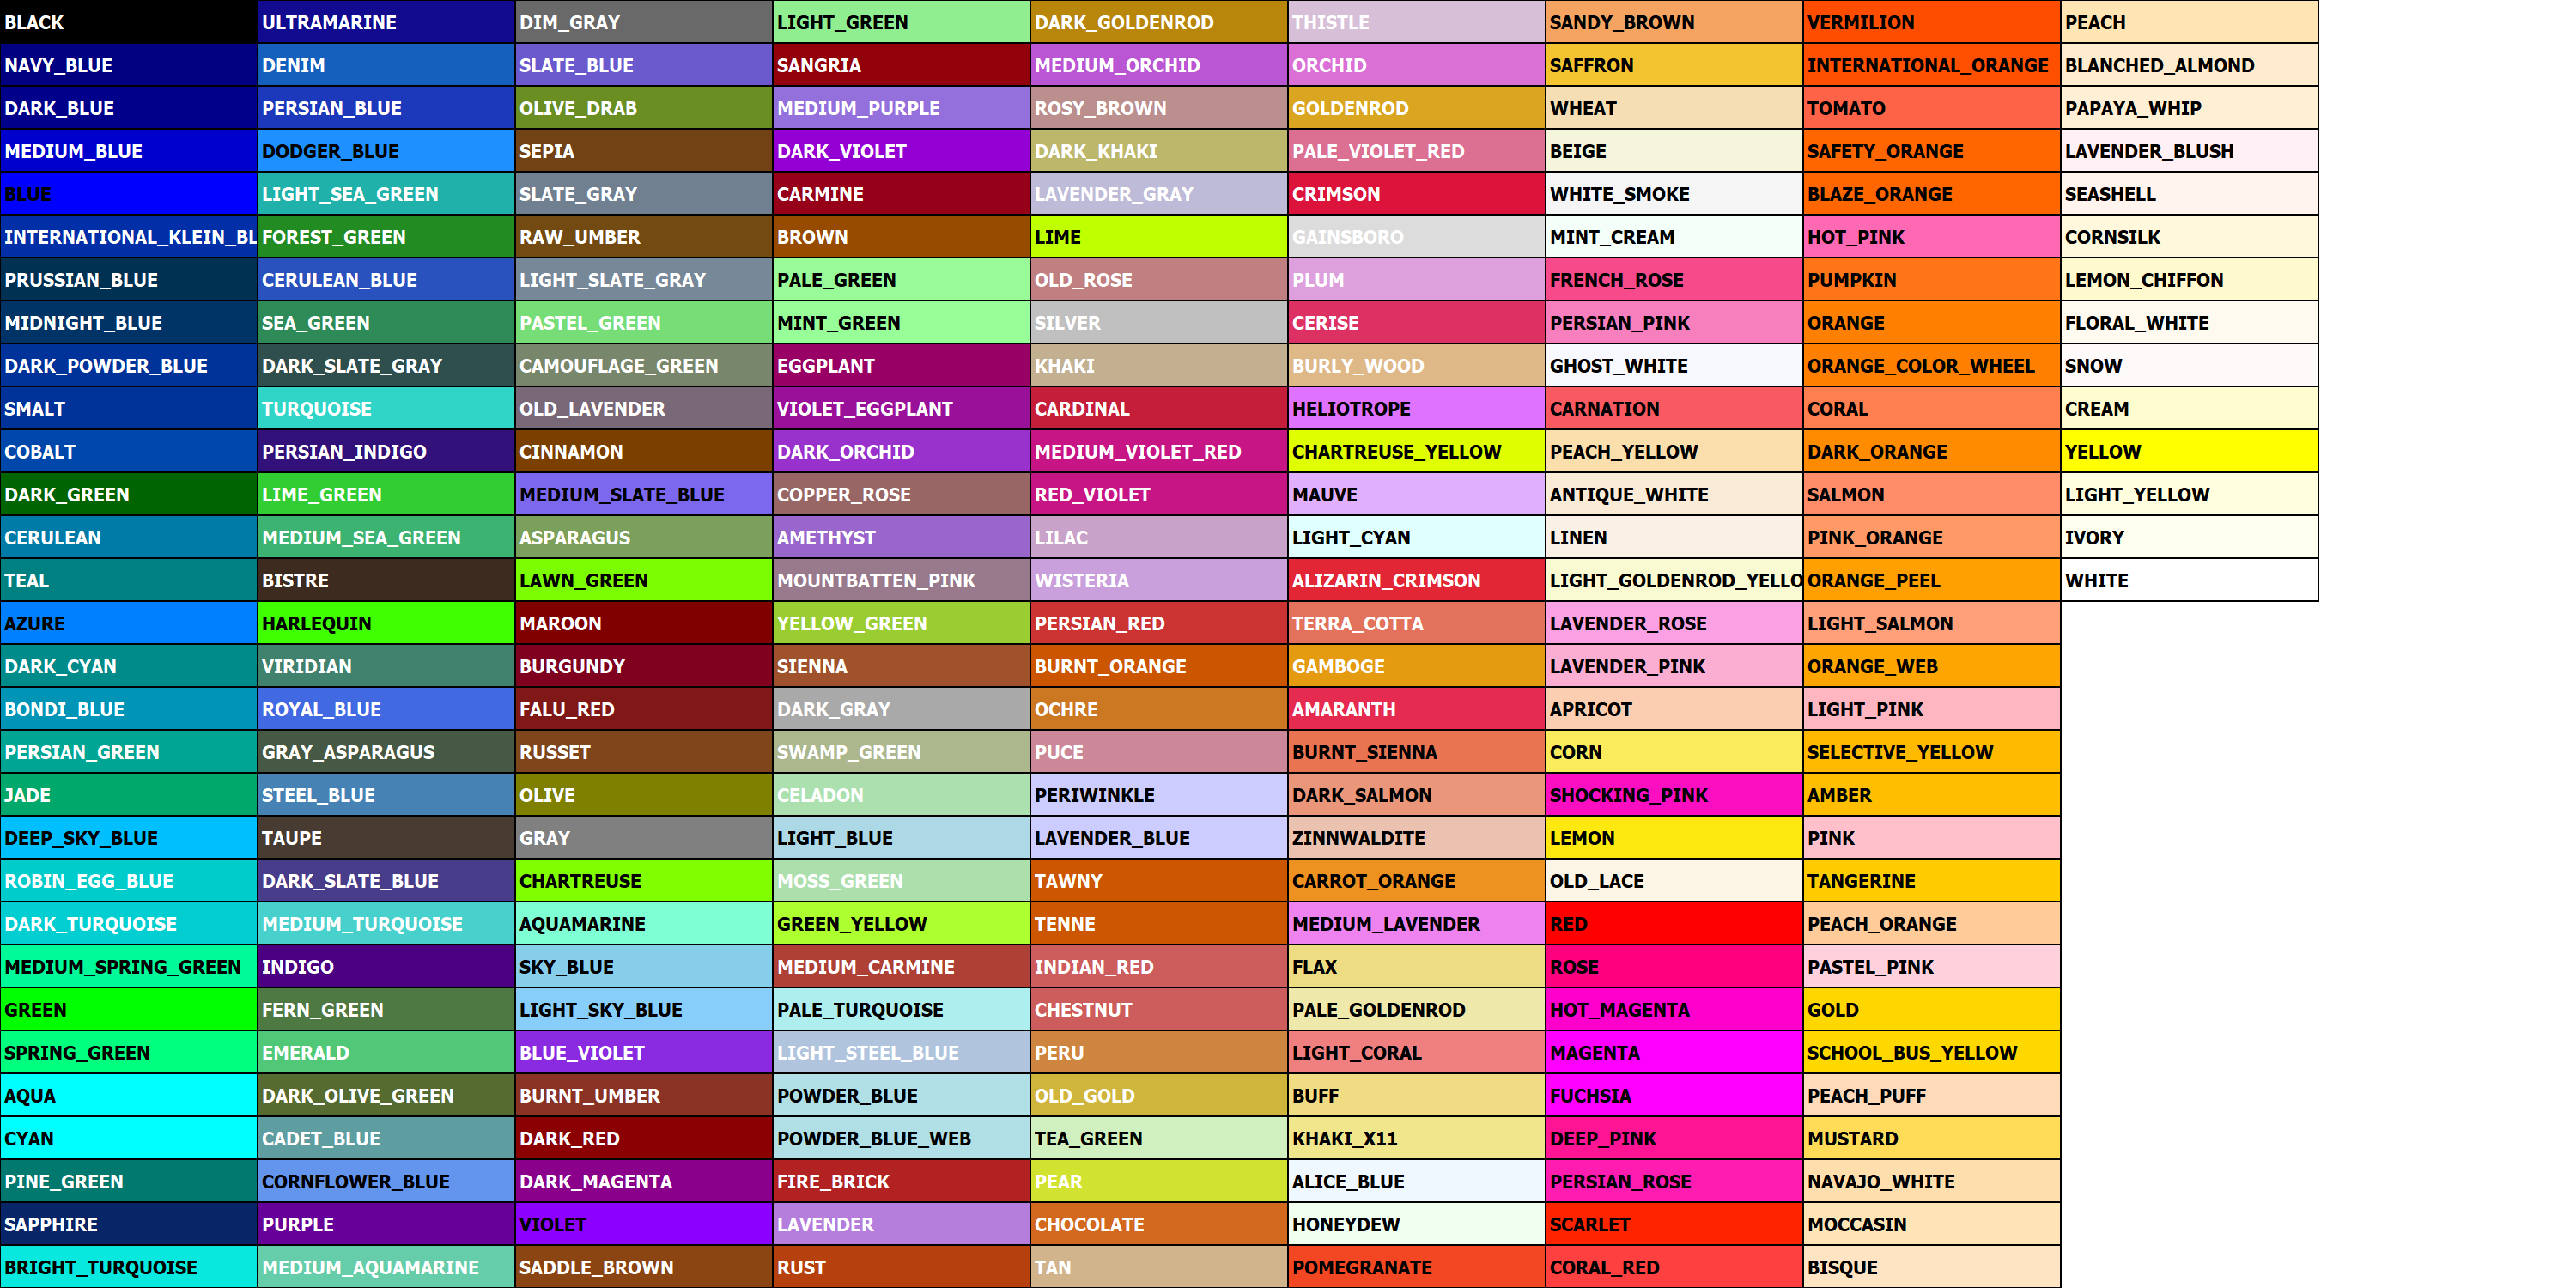 BLACK
NAVY_BLUE
DARK_BLUE
MEDIUM_BLUE
BLUE
INTERNATIONAL_KLEIN_BL
PRUSSIAN_BLUE
MIDNIGHT_BLUE
DARK_POWDER_BLUE
SMALT
COBALT
DARK_GREEN
CERULEAN
TEAL
AZURE
DARK_CYAN
BONDI_BLUE
PERSIAN_GREEN
JADE
DEEP_SKY_BLUE
ROBIN_EGG_BLUE
DARK_TURQUOISE
MEDIUM_SPRING_GREEN
GREEN
SPRING_GREEN
AQUA
CYAN
PINE_GREEN
SAPPHIRE
BRIGHT_TURQUOISE
ULTRAMARINE
DENIM
PERSIAN_BLUE
DODGER_BLUE
LIGHT_SEA_GREEN
FOREST_GREEN
CERULEAN_BLUE
SEA_GREEN
DARK_SLATE_GRAY
TURQUOISE
PERSIAN_INDIGO
LIME_GREEN
MEDIUM_SEA_GREEN
BISTRE
HARLEQUIN
VIRIDIAN
ROYAL_BLUE
GRAY_ASPARAGUS
STEEL_BLUE
TAUPE
DARK_SLATE_BLUE
MEDIUM_TURQUOISE
INDIGO
FERN_GREEN
EMERALD
DARK_OLIVE_GREEN
CADET_BLUE
CORNFLOWER_BLUE
PURPLE
MEDIUM_AQUAMARINE
DIM_GRAY
SLATE_BLUE
OLIVE_DRAB
SEPIA
SLATE_GRAY
RAW_UMBER
LIGHT_SLATE_GRAY
PASTEL_GREEN
CAMOUFLAGE_GREEN
OLD_LAVENDER
CINNAMON
MEDIUM_SLATE_BLUE
ASPARAGUS
LAWN_GREEN
MAROON
BURGUNDY
FALU_RED
RUSSET
OLIVE
GRAY
CHARTREUSE
AQUAMARINE
SKY_BLUE
LIGHT_SKY_BLUE
BLUE_VIOLET
BURNT_UMBER
DARK_RED
DARK_MAGENTA
VIOLET
SADDLE_BROWN
LIGHT_GREEN
SANGRIA
MEDIUM_PURPLE
DARK_VIOLET
CARMINE
BROWN
PALE_GREEN
MINT_GREEN
EGGPLANT
VIOLET_EGGPLANT
DARK_ORCHID
COPPER_ROSE
AMETHYST
MOUNTBATTEN_PINK
YELLOW_GREEN
SIENNA
DARK_GRAY
SWAMP_GREEN
CELADON
LIGHT_BLUE
MOSS_GREEN
GREEN_YELLOW
MEDIUM_CARMINE
PALE_TURQUOISE
LIGHT_STEEL_BLUE
POWDER_BLUE
POWDER_BLUE_WEB
FIRE_BRICK
LAVENDER
RUST
DARK_GOLDENROD
MEDIUM_ORCHID
ROSY_BROWN
DARK_KHAKI
LAVENDER_GRAY
LIME
OLD_ROSE
SILVER
KHAKI
CARDINAL
MEDIUM_VIOLET_RED
RED_VIOLET
LILAC
WISTERIA
PERSIAN_RED
BURNT_ORANGE
OCHRE
PUCE
PERIWINKLE
LAVENDER_BLUE
TAWNY
TENNE
INDIAN_RED
CHESTNUT
PERU
OLD_GOLD
TEA_GREEN
PEAR
CHOCOLATE
TAN
THISTLE
ORCHID
GOLDENROD
PALE_VIOLET_RED
CRIMSON
GAINSBORO
PLUM
CERISE
BURLY_WOOD
HELIOTROPE
CHARTREUSE_YELLOW
MAUVE
LIGHT_CYAN
ALIZARIN_CRIMSON
TERRA_COTTA
GAMBOGE
AMARANTH
BURNT_SIENNA
DARK_SALMON
ZINNWALDITE
CARROT_ORANGE
MEDIUM_LAVENDER
FLAX
PALE_GOLDENROD
LIGHT_CORAL
BUFF
KHAKI_X11
ALICE_BLUE
HONEYDEW
POMEGRANATE
SANDY_BROWN
SAFFRON
WHEAT
BEIGE
WHITE_SMOKE
MINT_CREAM
FRENCH_ROSE
PERSIAN_PINK
GHOST_WHITE
CARNATION
PEACH_YELLOW
ANTIQUE_WHITE
LINEN
LIGHT_GOLDENROD_YELLO
LAVENDER_ROSE
LAVENDER_PINK
APRICOT
CORN
SHOCKING_PINK
LEMON
OLD_LACE
RED
ROSE
HOT_MAGENTA
MAGENTA
FUCHSIA
DEEP_PINK
PERSIAN_ROSE
SCARLET
CORAL_RED
VERMILION
INTERNATIONAL_ORANGE
TOMATO
SAFETY_ORANGE
BLAZE_ORANGE
HOT_PINK
PUMPKIN
ORANGE
ORANGE_COLOR_WHEEL
CORAL
DARK_ORANGE
SALMON
PINK_ORANGE
ORANGE_PEEL
LIGHT_SALMON
ORANGE_WEB
LIGHT_PINK
SELECTIVE_YELLOW
AMBER
PINK
TANGERINE
PEACH_ORANGE
PASTEL_PINK
GOLD
SCHOOL_BUS_YELLOW
PEACH_PUFF
MUSTARD
NAVAJO_WHITE
MOCCASIN
BISQUE
PEACH
BLANCHED_ALMOND
PAPAYA_WHIP
LAVENDER_BLUSH
SEASHELL
CORNSILK
LEMON_CHIFFON
FLORAL_WHITE
SNOW
CREAM
YELLOW
LIGHT_YELLOW
IVORY
WHITE